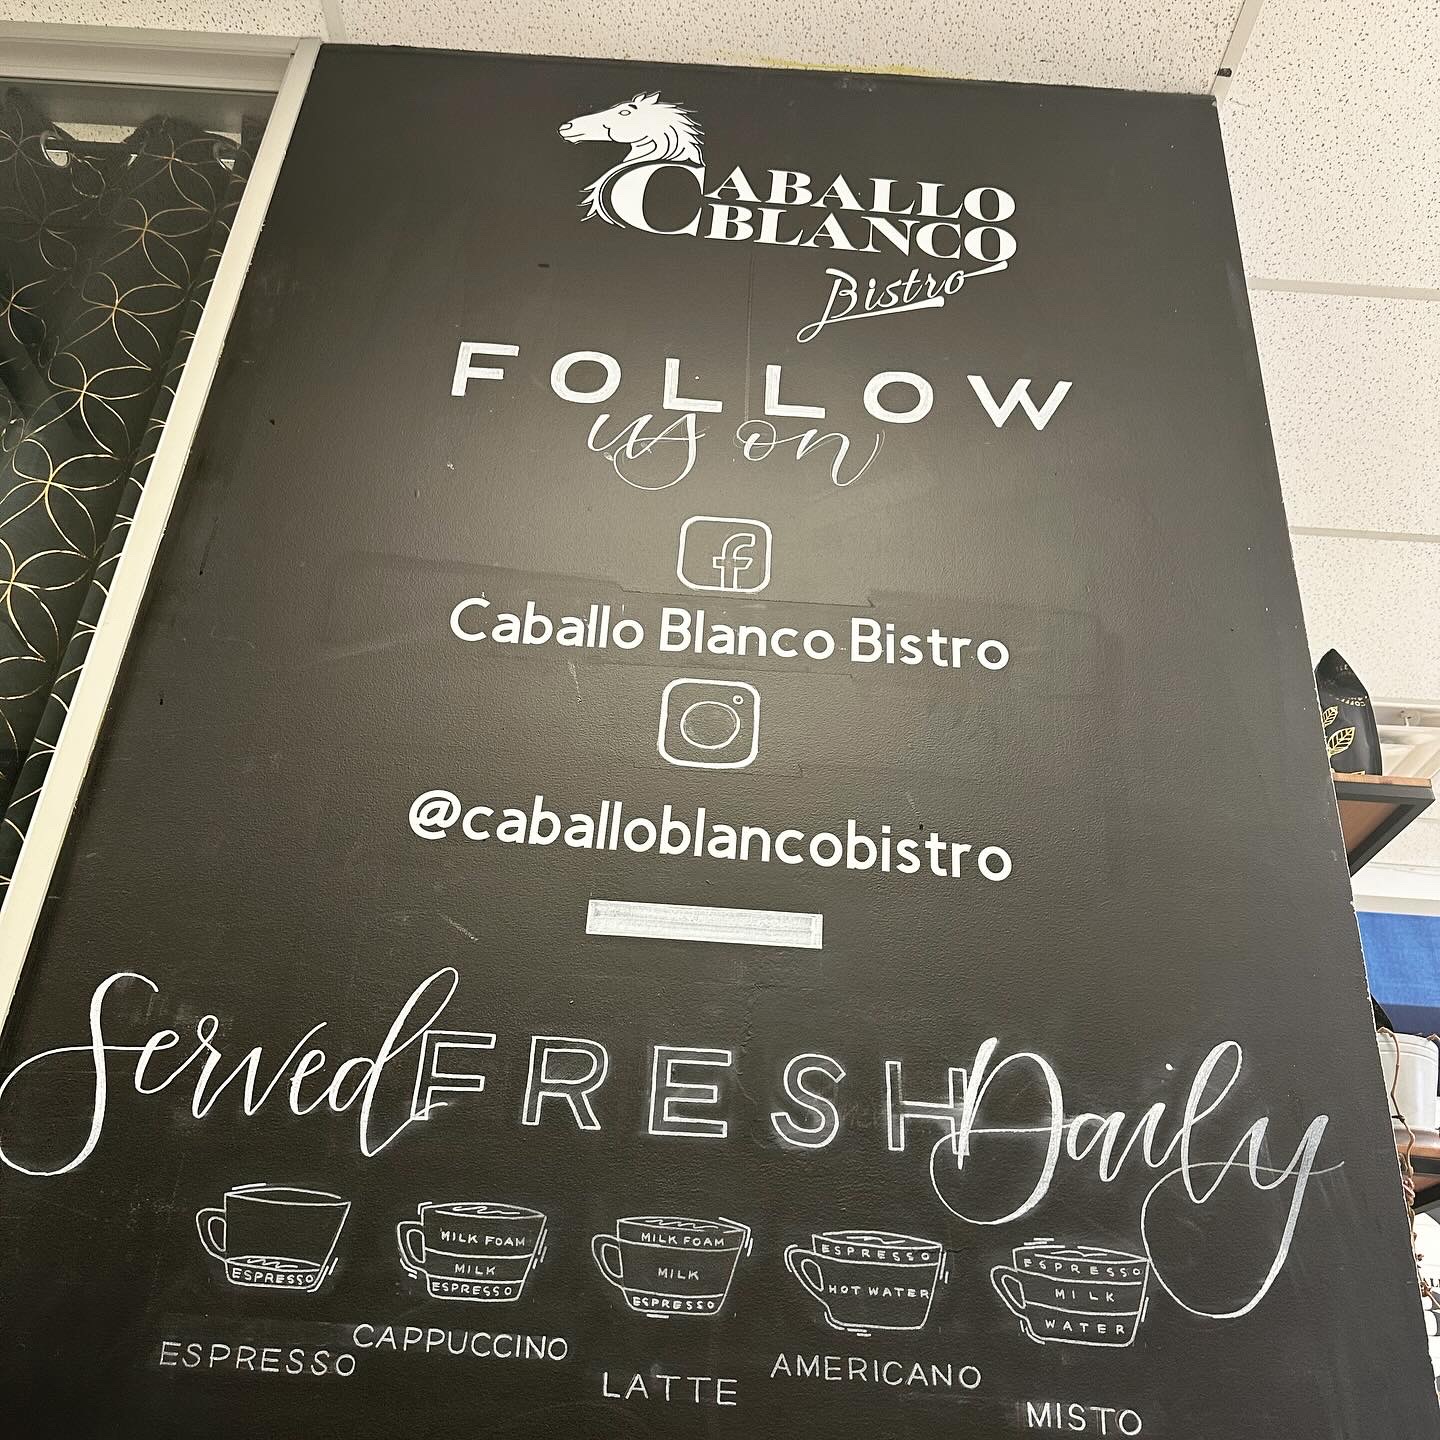 CABALLO
BLANCO
Bistro
FOLLOW
us on
f
Caballo Blanco Bistro
@caballoblancobistro
Served FRESH Daily
ESPRESSO
ESPRESSO
MILK FOAM
MILK
ESPRESSO
CAPPUCCINO
MILK FOAM
MILK
ESPRESSO
LATTE
ESPRESSO
HOT WATER
AMERICANO
ESPRESSO
MILK
WATER
MISTO